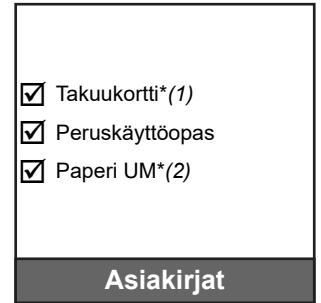 ☑ Takuukortti*(1)
☑ Peruskäyttöopas
☑ Paperi UM*(2)
Asiakirjat